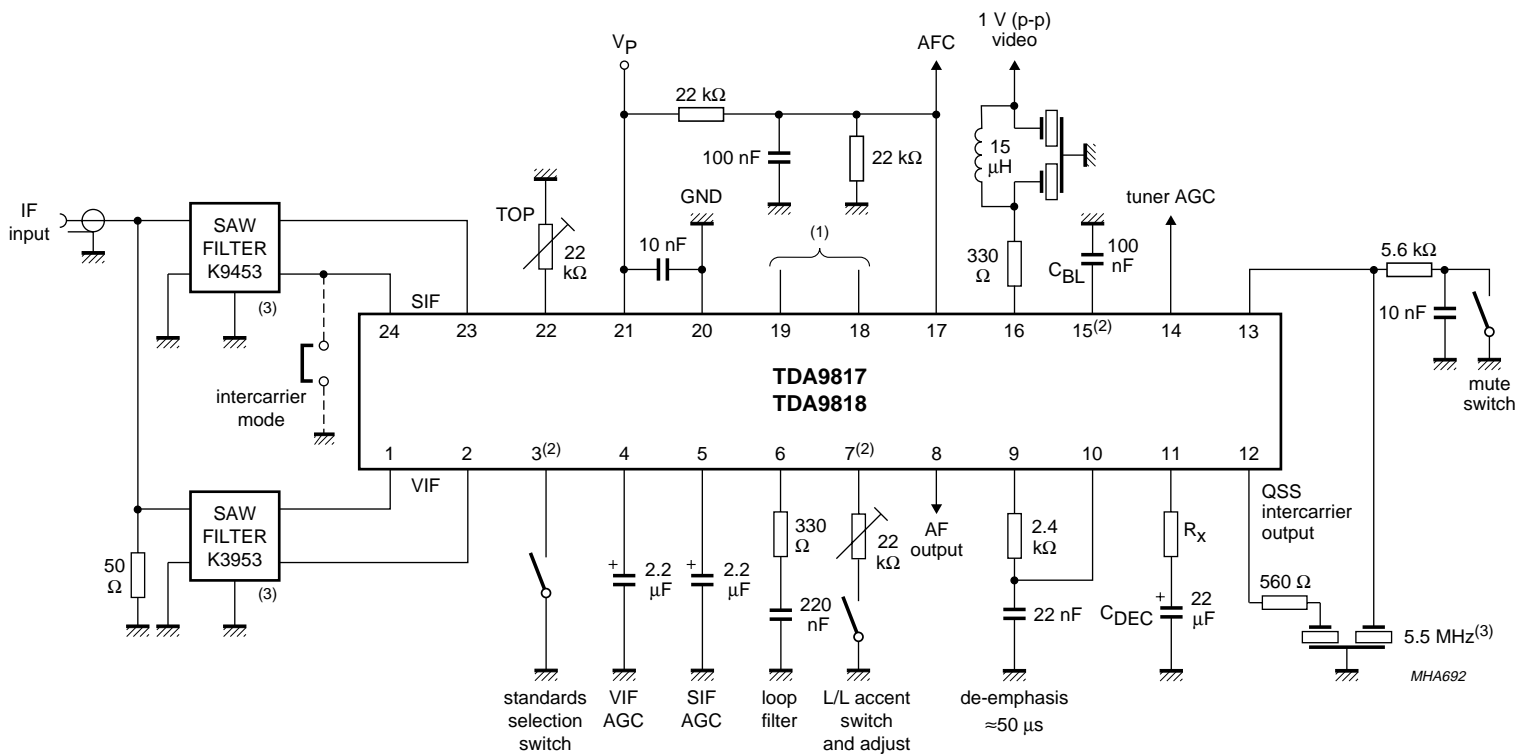 1 V (p-p)
video
VP
AFC
22 kΩ
15
μH
100 nF
22 kΩ
GND
tuner AGC
IF
input
SAW
FILTER
K9453
(3)
TOP
22
kΩ
10 nF
(1)
330
Ω
CBL
100
nF
5.6 kΩ
10 nF
mute
switch
SIF
24 23 22 21 20 19 18 17 16 15(2) 14 13
intercarrier
mode
TDA9817
TDA9818
1 2 3(2) 4 5 6 7(2) 8 9 10 11 12
VIF
SAW
FILTER
K3953
(3)
50
Ω
QSS
intercarrier
output
2.2
μF
+
2.2
μF
+
330
Ω
220
nF
22
kΩ
AF
output
2.4
kΩ
22 nF
RX
CDEC
+
22
μF
560 Ω
5.5 MHz(3)
MHA692
standards
selection
switch
VIF
AGC
SIF
AGC
loop
filter
L/L accent
switch
and adjust
de-emphasis
≈50 μs